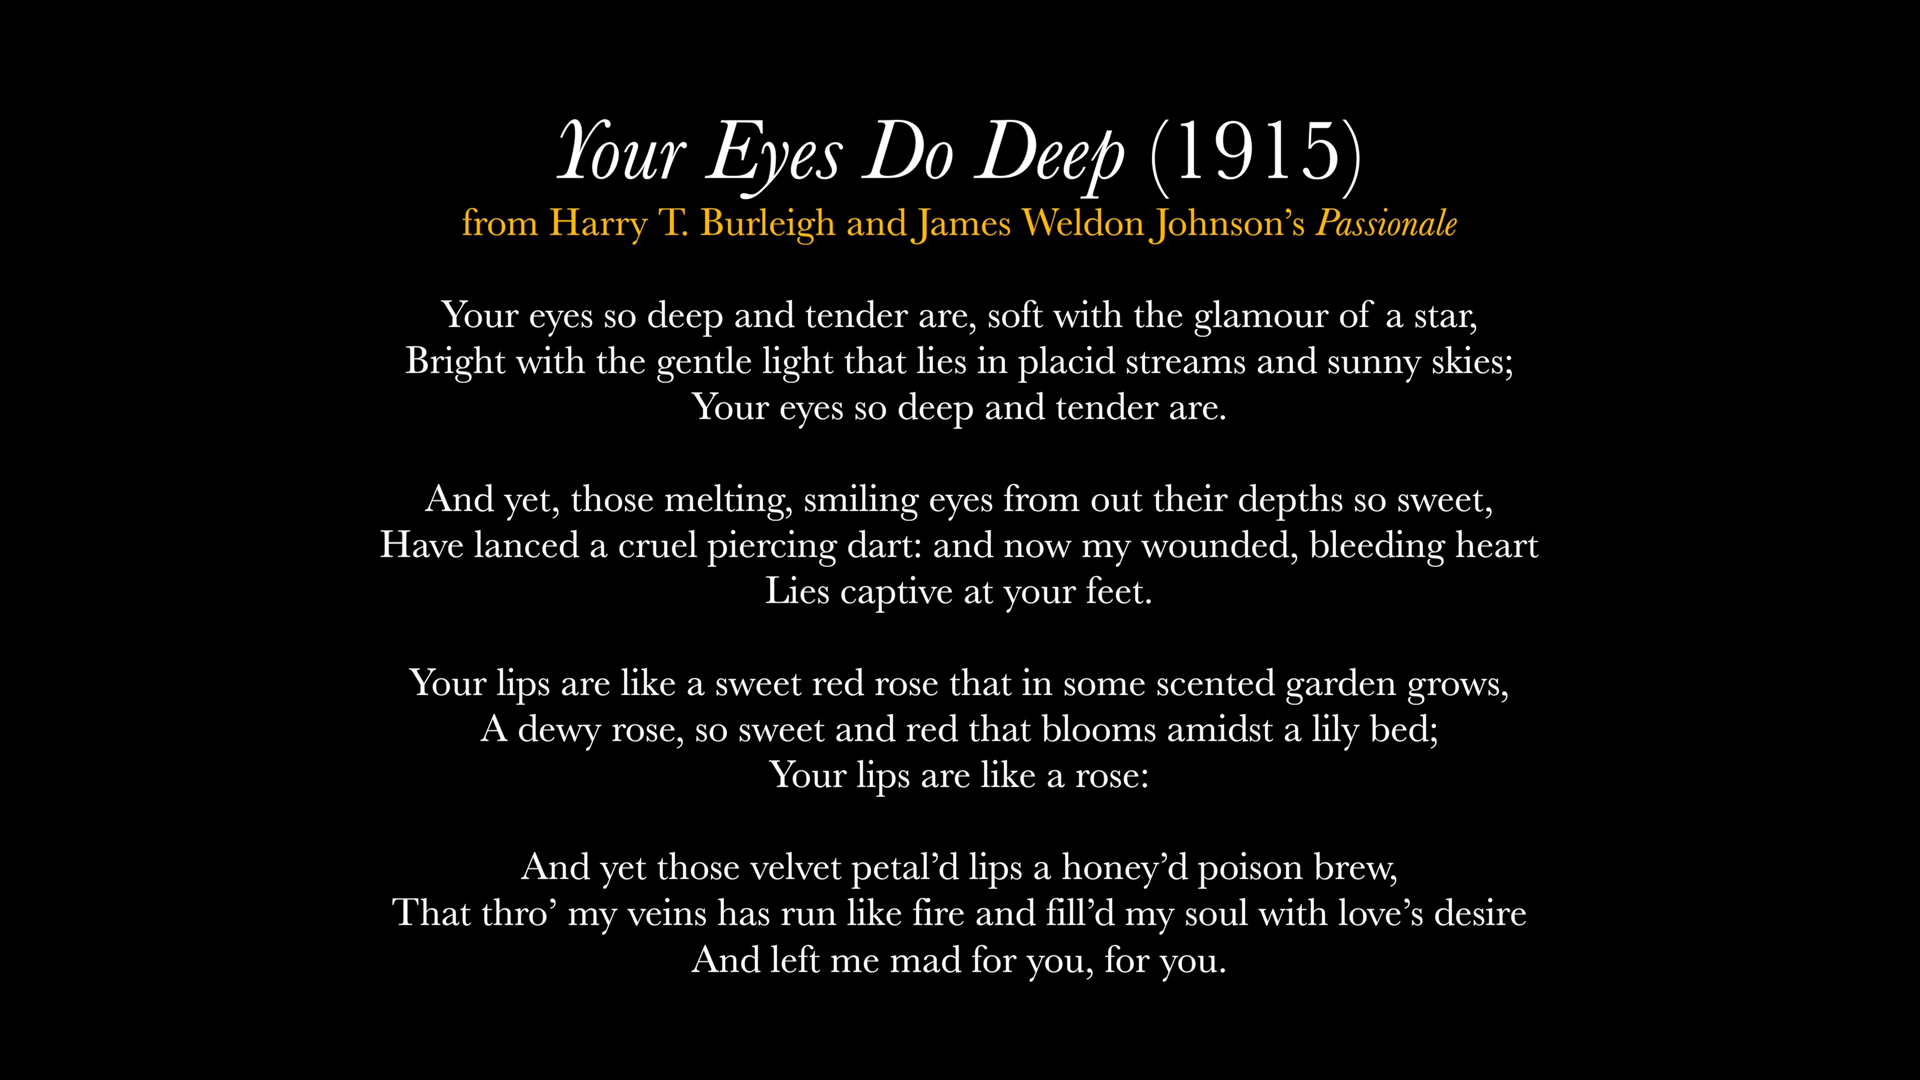 Your Eyes Do Deep (1915)
from Harry T. Burleigh and James Weldon Johnson’s Passionale
Your eyes so deep and tender are, soft with the glamour of a star,
Bright with the gentle light that lies in placid streams and sunny skies;
Your eyes so deep and tender are.
And yet, those melting, smiling eyes from out their depths so sweet,
Have lanced a cruel piercing dart: and now my wounded, bleeding heart
Lies captive at your feet.
Your lips are like a sweet red rose that in some scented garden grows,
A dewy rose, so sweet and red that blooms amidst a lily bed;
Your lips are like a rose:
And yet those velvet petal’d lips a honey’d poison brew,
That thro’ my veins has run like fire and fill’d my soul with love’s desire
And left me mad for you, for you.